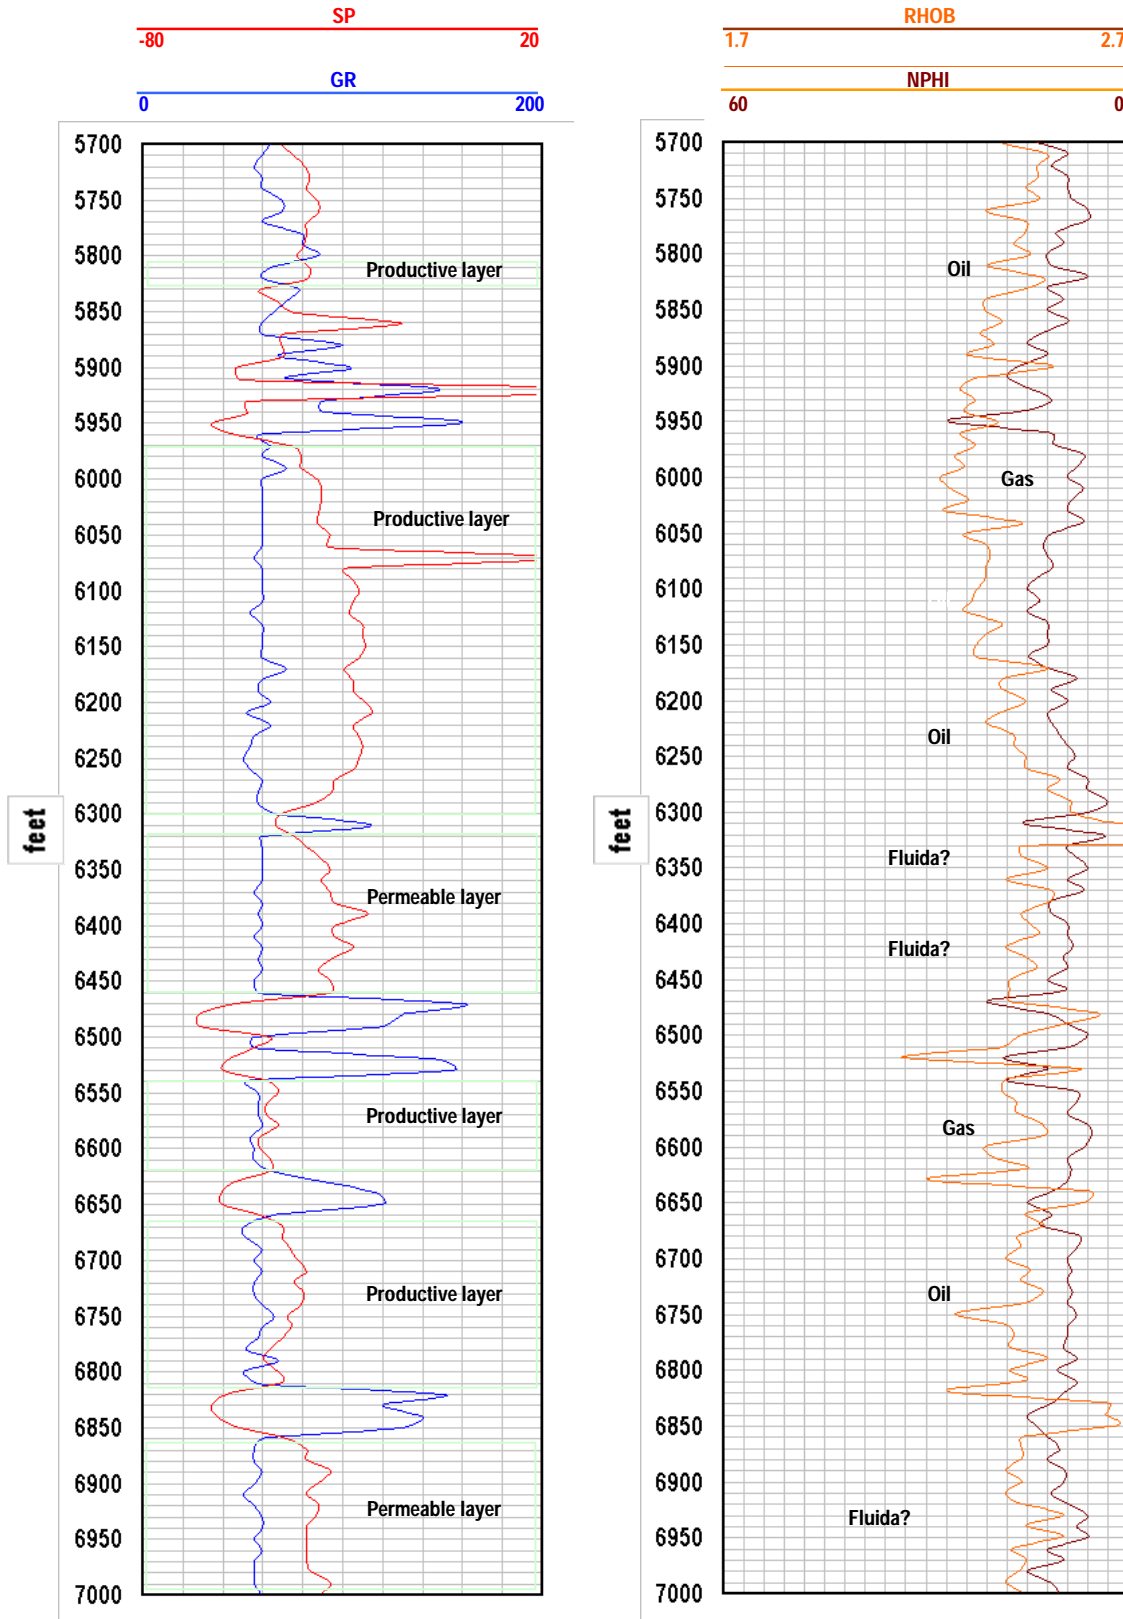 SP
-80 20
GR
0 200
5700
5750
5800
5850
5900
5950
6000
6050
6100
6150
6200
6250
6300
6350
6400
6450
6500
6550
6600
6650
6700
6750
6800
6850
6900
6950
7000
feet
Productive layer
Productive layer
Permeable layer
Productive layer
Productive layer
Permeable layer
RHOB
1.7 2.7
NPHI
60 0
5700
5750
5800
5850
5900
5950
6000
6050
6100
6150
6200
6250
6300
6350
6400
6450
6500
6550
6600
6650
6700
6750
6800
6850
6900
6950
7000
feet
Oil
Gas
Oil
Fluida?
Fluida?
Gas
Oil
Fluida?